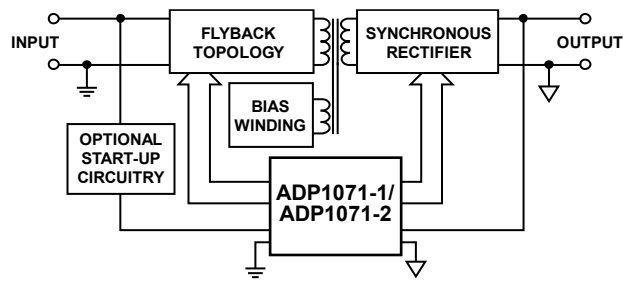 INPUT
FLYBACK
TOPOLOGY
SYNCHRONOUS
RECTIFIER
OUTPUT
BIAS
WINDING
OPTIONAL
START-UP
CIRCUITRY
ADP1071-1/
ADP1071-2